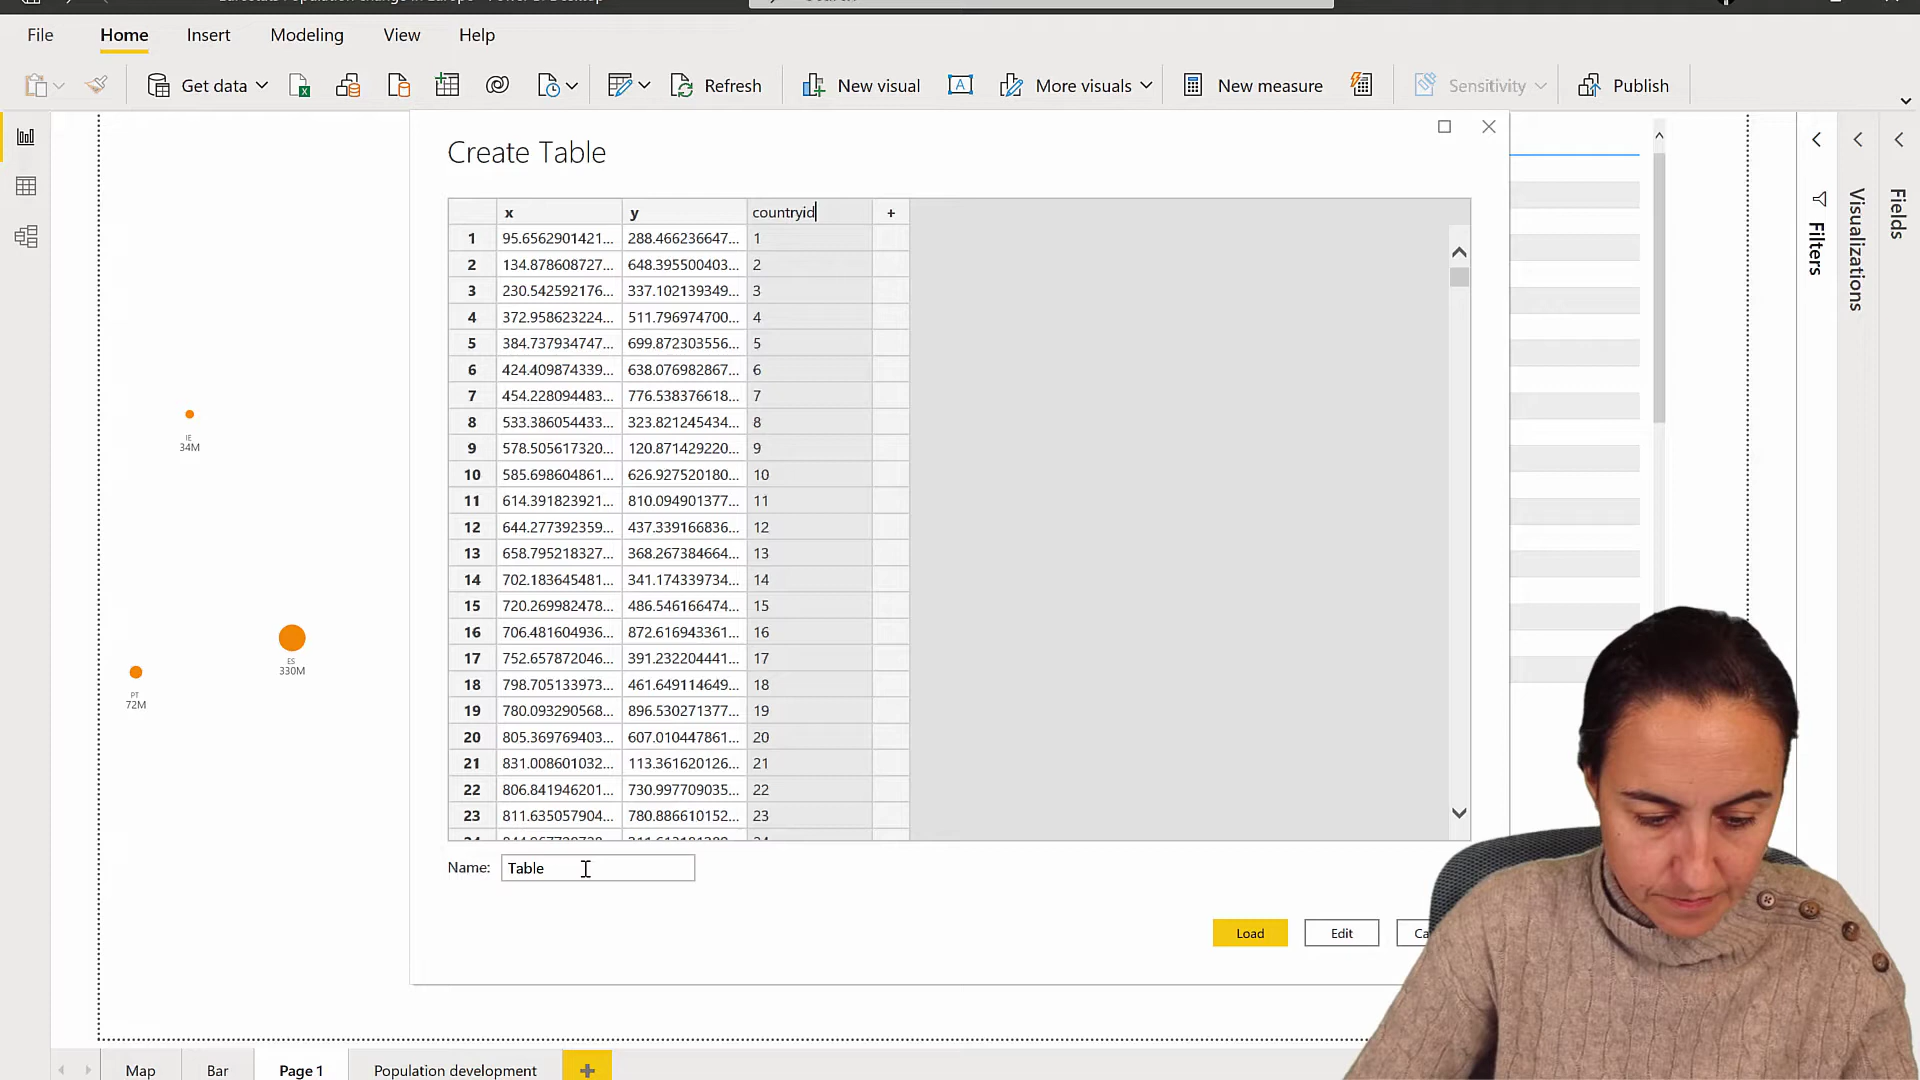 File Home Insert Modeling View Help
Get data Refresh New visual More visuals New measure Sensitivity Publish
Create Table
x y countryid +
1 95.6562901421... 288.466236647... 1
2 134.878608727... 648.395500403... 2
3 230.542592176... 337.102139349... 3
4 372.958623224... 511.796974700... 4
5 384.737934747... 699.872303556... 5
6 424.409874339... 638.076982867... 6
7 454.228094483... 776.538376618... 7
8 533.386054433... 323.821245434... 8
9 578.505617320... 120.871429220... 9
10 585.698604861... 626.927520180... 10
11 614.391823921... 810.094901377... 11
12 644.277392359... 437.339166836... 12
13 658.795218327... 368.267384664... 13
14 702.183645481... 341.174339734... 14
15 720.269982478... 486.546166474... 15
16 706.481604936... 872.616943361... 16
17 752.657872046... 391.232204441... 17
18 798.705133973... 461.649114649... 18
19 780.093290568... 896.530271377... 19
20 805.369769403... 607.010447861... 20
21 831.008601032... 113.361620126... 21
22 806.841946201... 730.997709035... 22
23 811.635057904... 780.886610152... 23
Name: Table
Load Edit
IE
34M
ES
330M
PT
72M
Filters
Visualizations
Fields
Map Bar Page 1 Population development +